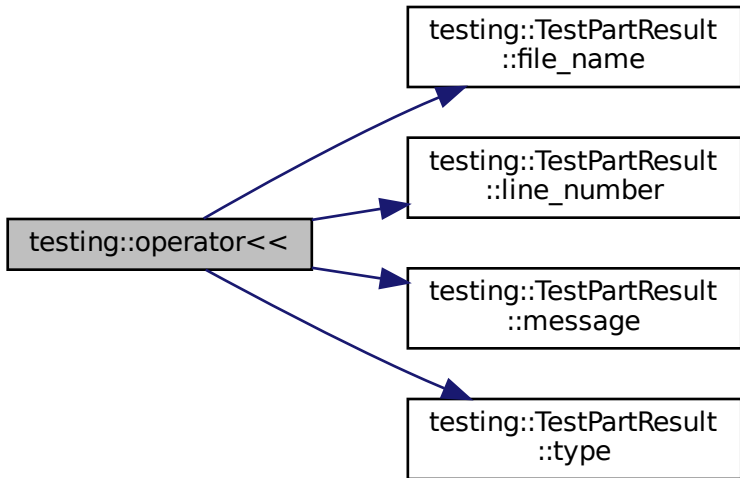 testing::TestPartResult
::file_name
testing::TestPartResult
::line_number
testing::operator<<
testing::TestPartResult
::message
testing::TestPartResult
::type